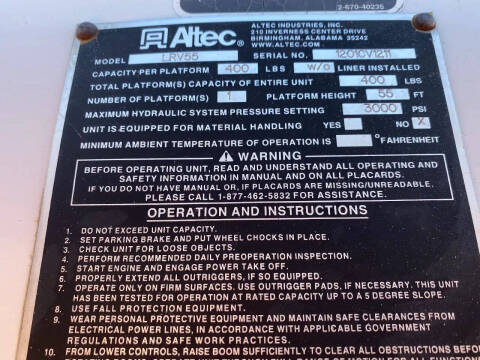 2-670-40235
Altec
ALTEC INDUSTRIES, INC.
210 INVERNESS CENTER DRIVE
BIRMINGHAM, ALABAMA 35242
WWW.ALTEC.COM
MODEL LRV55 SERIAL NO. 1201CY1211
CAPACITY PER PLATFORM 400 LBS W/O LINER INSTALLED
TOTAL PLATFORM(S) CAPACITY OF ENTIRE UNIT 400 LBS
NUMBER OF PLATFORM(S) 1 PLATFORM HEIGHT 55 FT
MAXIMUM HYDRAULIC SYSTEM PRESSURE SETTING 3000 PSI
UNIT IS EQUIPPED FOR MATERIAL HANDLING YES NO X
MINIMUM AMBIENT TEMPERATURE OF OPERATION IS ° FAHRENHEIT
WARNING
BEFORE OPERATING UNIT, READ AND UNDERSTAND ALL OPERATING AND
SAFETY INFORMATION IN MANUAL AND ON ALL PLACARDS.
IF YOU DO NOT HAVE MANUAL OR, IF PLACARDS ARE MISSING/UNREADABLE,
PLEASE CALL 1-877-462-5832 FOR ASSISTANCE.
OPERATION AND INSTRUCTIONS
1. DO NOT EXCEED UNIT CAPACITY.
2. SET PARKING BRAKE AND PUT WHEEL CHOCKS IN PLACE.
3. CHECK UNIT FOR LOOSE OBJECTS.
4. PERFORM RECOMMENDED DAILY PREOPERATION INSPECTION.
5. START ENGINE AND ENGAGE POWER TAKE OFF.
6. PROPERLY EXTEND ALL OUTRIGGERS, IF SO EQUIPPED.
7. OPERATE ONLY ON FIRM SURFACES. USE OUTRIGGER PADS, IF NECESSARY. THIS UNIT
HAS BEEN TESTED FOR OPERATION AT RATED CAPACITY UP TO A 5 DEGREE SLOPE.
8. USE FALL PROTECTION EQUIPMENT.
9. WEAR PERSONAL PROTECTIVE EQUIPMENT AND MAINTAIN SAFE CLEARANCES FROM
ELECTRICAL POWER LINES, IN ACCORDANCE WITH APPLICABLE GOVERNMENT
REGULATIONS AND SAFE WORK PRACTICES.
10. FROM LOWER CONTROLS, RAISE BOOM SUFFICIENTLY TO CLEAR ALL OBSTRUCTIONS BEFORE